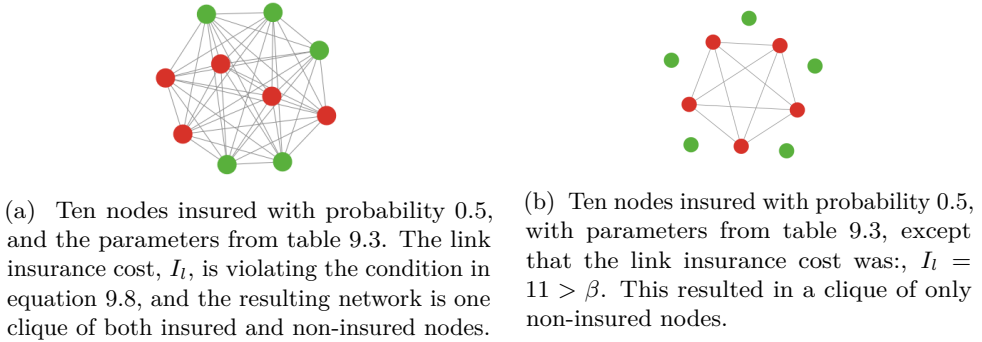 (a) Ten nodes insured with probability 0.5,
and the parameters from table 9.3. The link
insurance cost, I_l, is violating the condition in
equation 9.8, and the resulting network is one
clique of both insured and non-insured nodes.
(b) Ten nodes insured with probability 0.5,
with parameters from table 9.3, except
that the link insurance cost was:, I_l =
11 > β. This resulted in a clique of only
non-insured nodes.